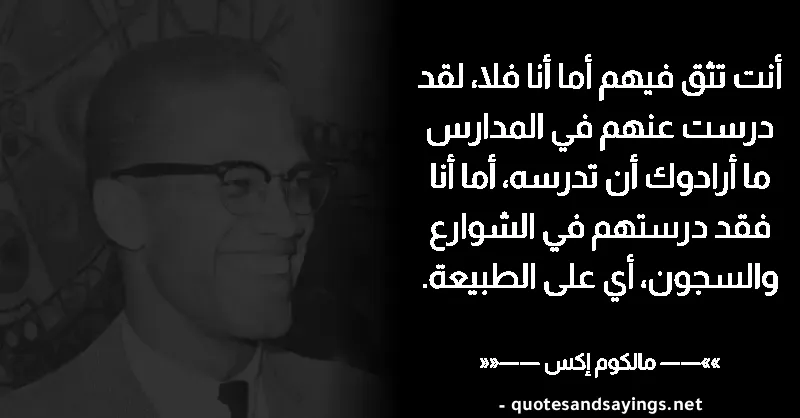 أنت تثق فيهم أما أنا فلا، لقد
درست عنهم في المدارس
ما أرادوك أن تدرسه، أما أنا
فقد درستهم في الشوارع
والسجون، أي على الطبيعة.
»»—— مالكوم إكس ——««
- quotesandsayings.net